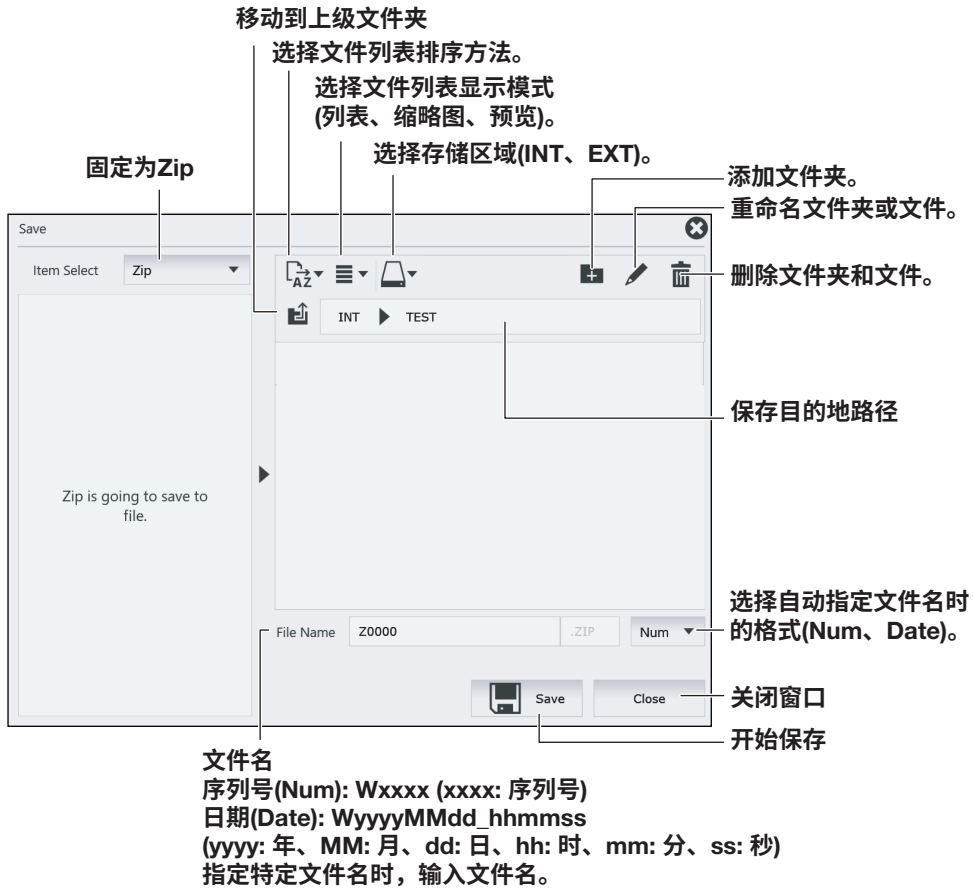 移动到上级文件夹
选择文件列表排序方法。
选择文件列表显示模式
(列表、缩略图、预览)。
选择存储区域(INT、EXT)。
固定为Zip
添加文件夹。
重命名文件夹或文件。
删除文件夹和文件。
Save
Item Select
Zip
AZ
INT
TEST
保存目的地路径
Zip is going to save to
file.
选择自动指定文件名时
的格式(Num、Date)。
File Name
Z0000
.ZIP
Num
Save
Close
关闭窗口
开始保存
文件名
序列号(Num): Wxxxx (xxxx: 序列号)
日期(Date): WyyyyMMdd_hhmmss
(yyyy: 年、MM: 月、dd: 日、hh: 时、mm: 分、ss: 秒)
指定特定文件名时，输入文件名。